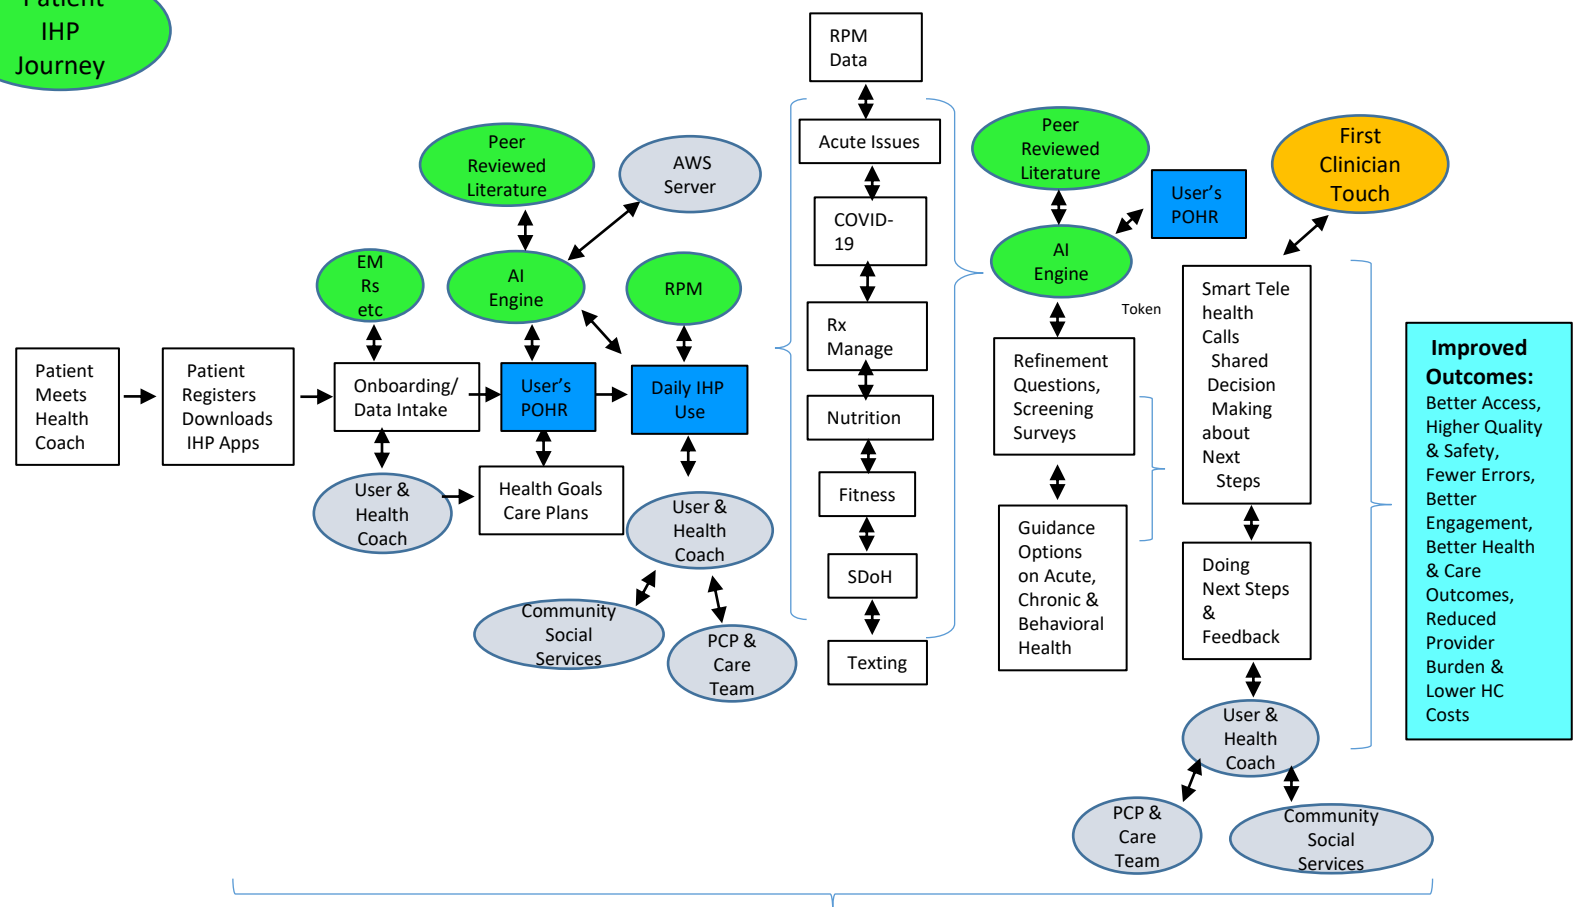 Patient
IHP
Journey
Patient
Meets
Health
Coach
Patient
Registers
Downloads
IHP Apps
EM
Rs
etc
Onboarding/
Data Intake
User &
Health
Coach
Peer
Reviewed
Literature
AWS
Server
AI
Engine
User's
POHR
Health Goals
Care Plans
RPM
Daily IHP
Use
User &
Health
Coach
Community
Social
Services
PCP &
Care
Team
RPM
Data
Acute Issues
COVID-
19
Rx
Manage
Nutrition
Fitness
SDoH
Texting
Peer
Reviewed
Literature
User's
POHR
AI
Engine
Token
Refinement
Questions,
Screening
Surveys
Guidance
Options
on Acute,
Chronic &
Behavioral
Health
First
Clinician
Touch
Smart Tele
health
Calls
Shared
Decision
Making
about
Next
Steps
Doing
Next Steps
&
Feedback
User &
Health
Coach
PCP &
Care
Team
Community
Social
Services
Improved
Outcomes:
Better Access,
Higher Quality
& Safety,
Fewer Errors,
Better
Engagement,
Better Health
& Care
Outcomes,
Reduced
Provider
Burden &
Lower HC
Costs